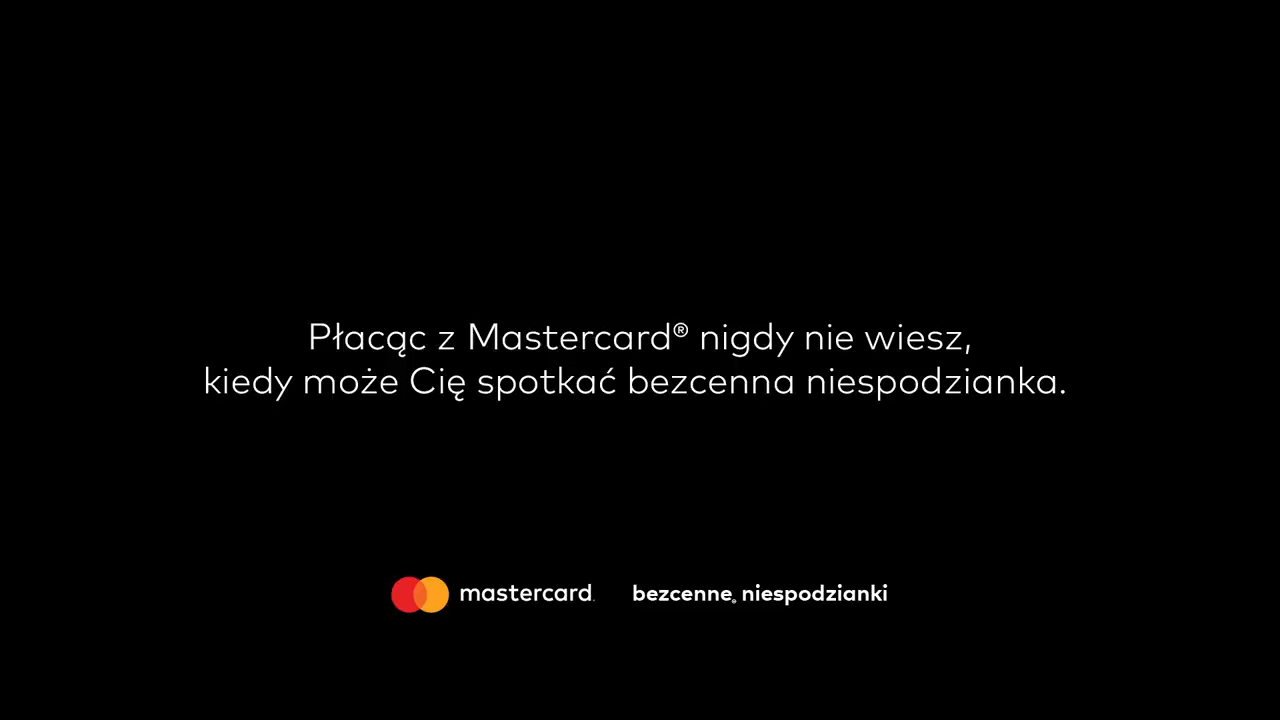 Płacąc z Mastercard® nigdy nie wiesz,
kiedy może Cię spotkać bezcenna niespodzianka.
mastercard. bezcenne® niespodzianki